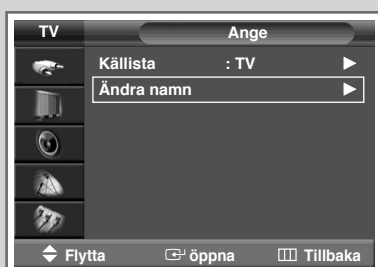 TV Ange
Källista : TV
Ändra namn
Flytta öppna Tillbaka